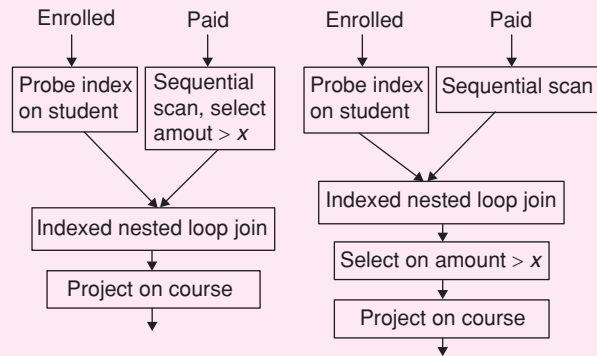 Enrolled
Paid
Probe index
on student
Sequential
scan, select
amout > x
Indexed nested loop join
Project on course
Enrolled
Paid
Probe index
on student
Sequential scan
Indexed nested loop join
Select on amount > x
Project on course